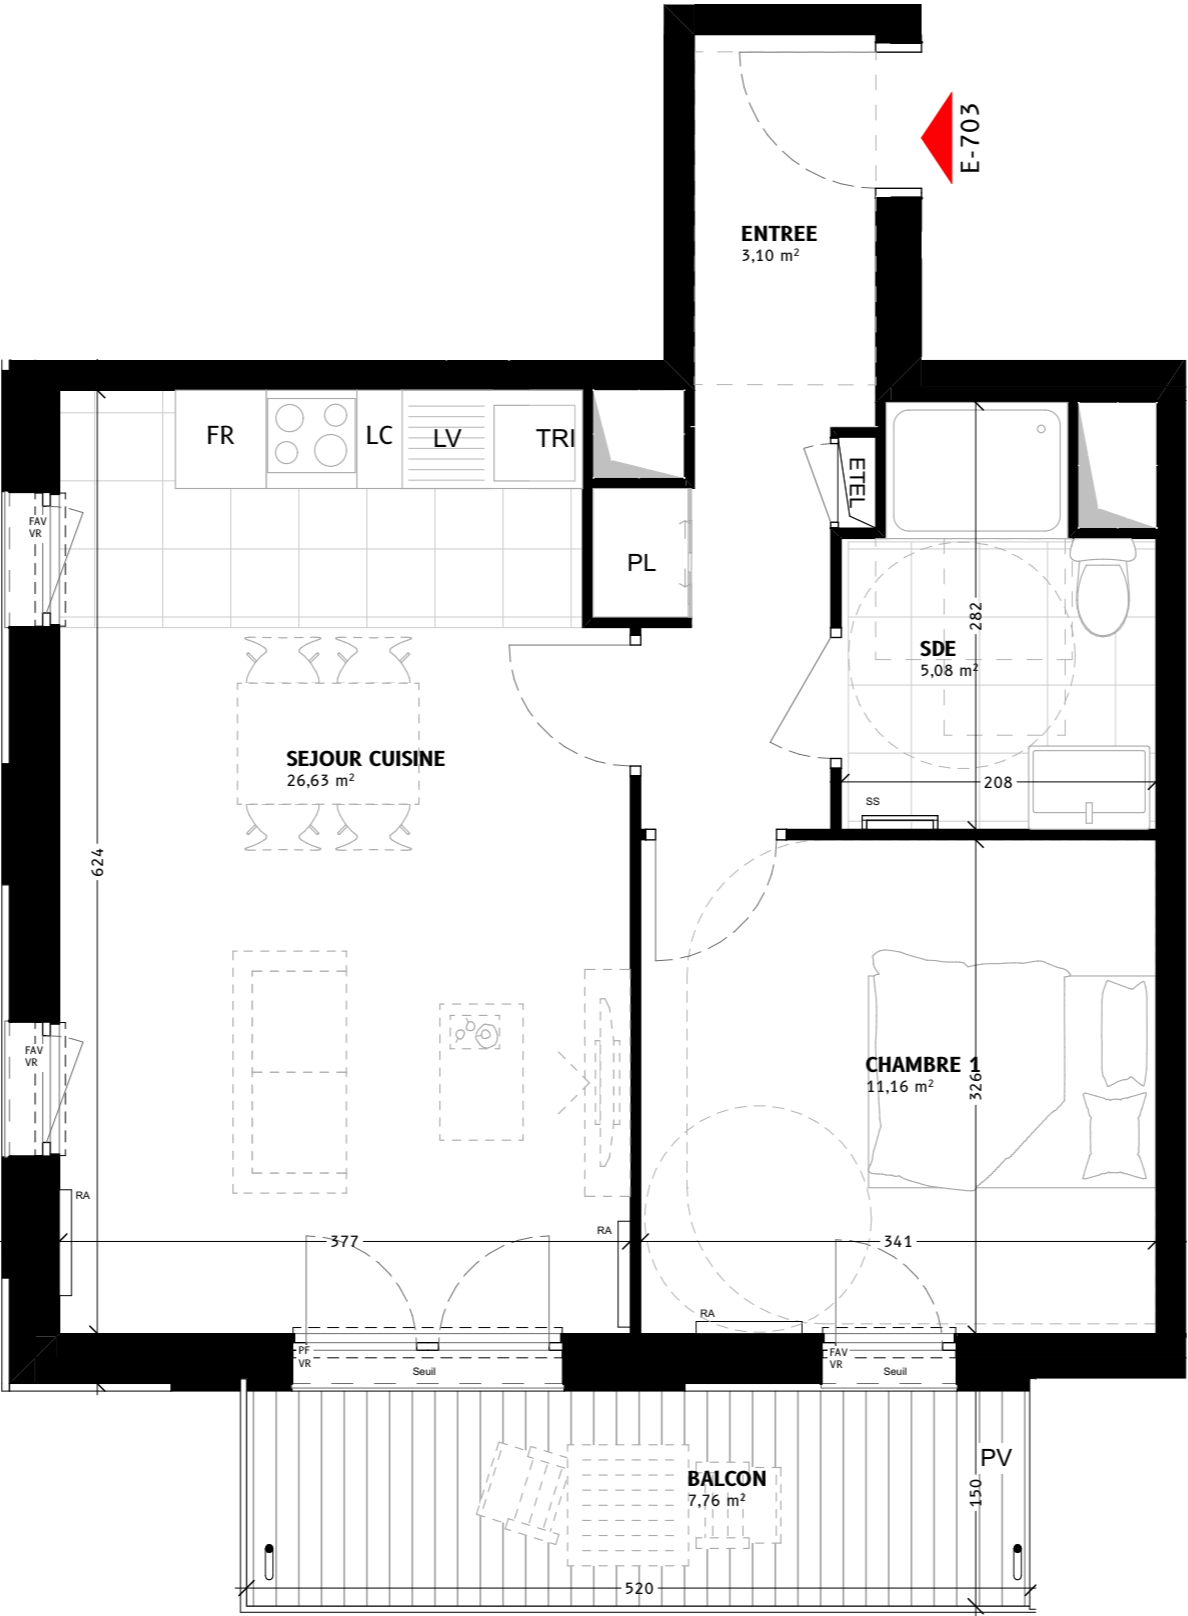 E-703
ENTREE
3,10 m²
FR
LC
LV
TRI
ETEL
FAV
VR
PL
282
SDE
5,08 m²
SEJOUR CUISINE
26,63 m²
208
SS
624
FAV
VR
CHAMBRE 1
11,16 m²
326
RA
RA
377
341
RA
PF
VR
Seuil
FAV
VR
Seuil
PV
BALCON
7,76 m²
150
520